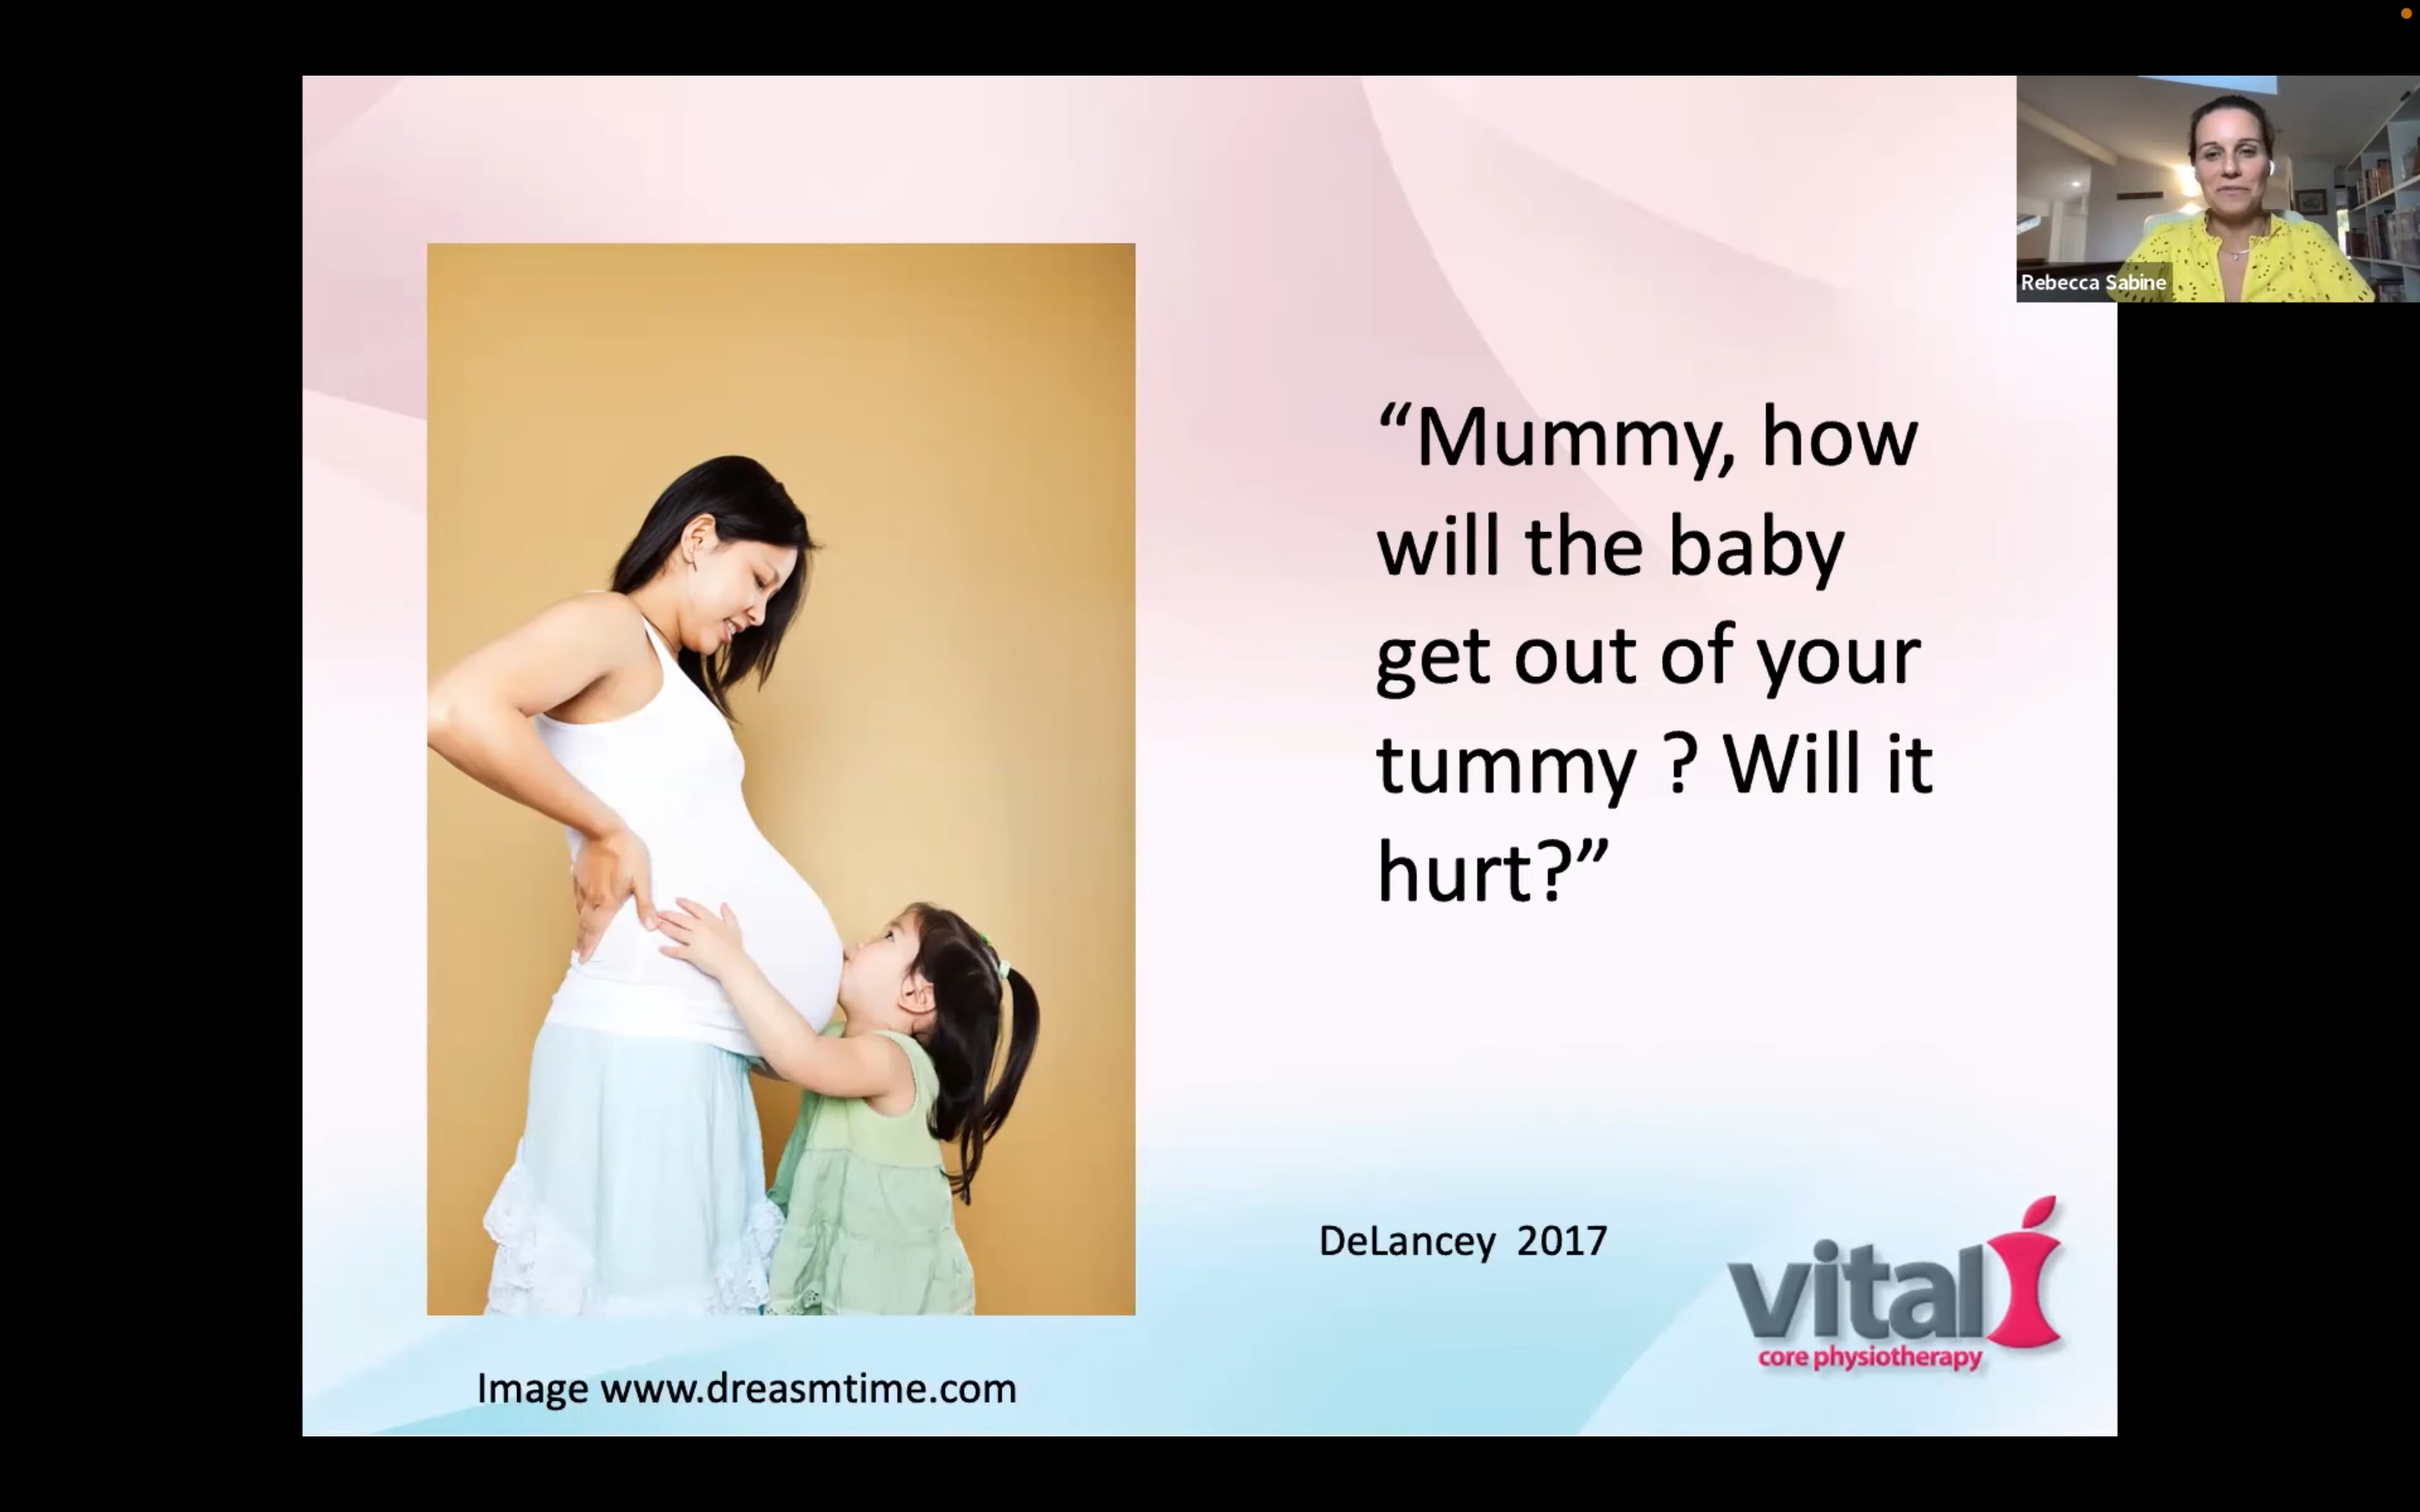 Rebecca Sabine
“Mummy, how
will the baby
get out of your
tummy ? Will it
hurt?”
DeLancey 2017
vital
core physiotherapy
Image www.dreasmtime.com